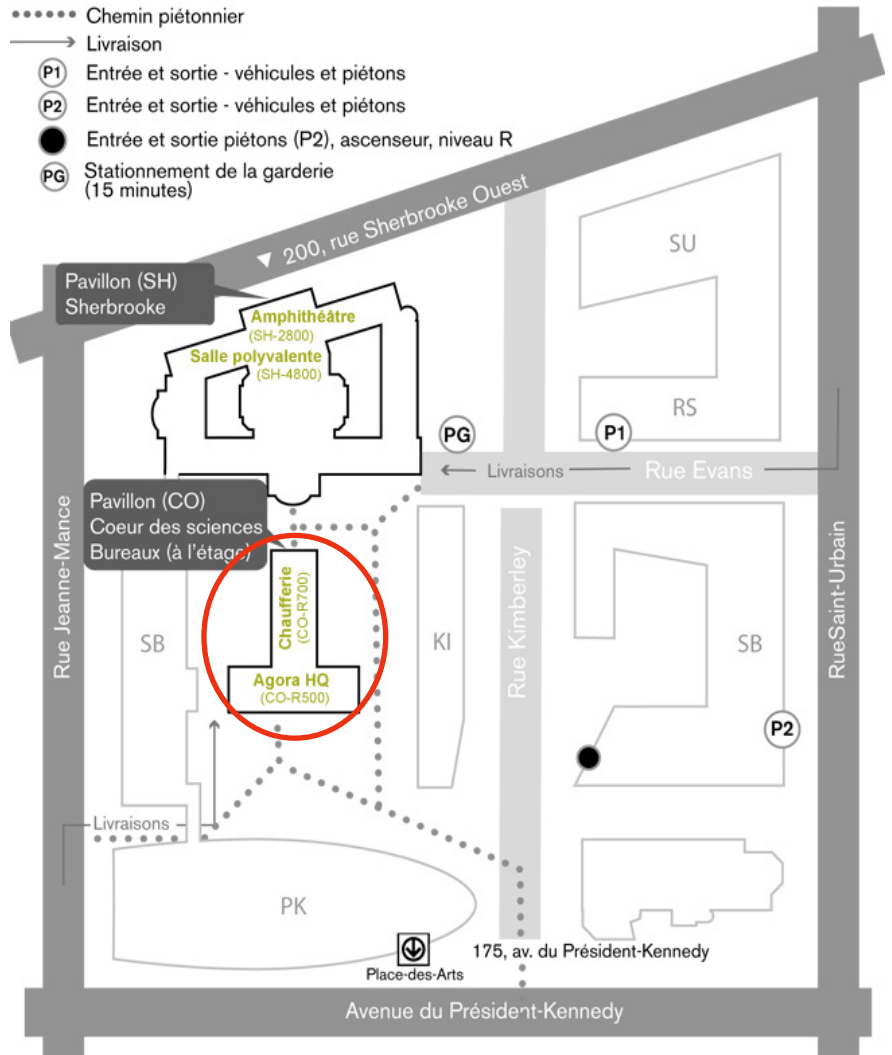 Chemin piétonnier
Livraison
P1 Entrée et sortie - véhicules et piétons
P2 Entrée et sortie - véhicules et piétons
Entrée et sortie piétons (P2), ascenseur, niveau R
PG Stationnement de la garderie
(15 minutes)
200, rue Sherbrooke Ouest
SU
Pavillon (SH)
Sherbrooke
Amphithéâtre
(SH-2800)
Salle polyvalente
(SH-4800)
RS
PG
P1
Livraisons
Rue Evans
Pavillon (CO)
Coeur des sciences
Bureaux (à l'étage)
Rue Jeanne-Mance
Chaufferie
(CO-R700)
SB
KI
Rue Kimberley
SB
RueSaint-Urbain
Agora HQ
(CO-R500)
P2
Livraisons
PK
175, av. du Président-Kennedy
Place-des-Arts
Avenue du Président-Kennedy